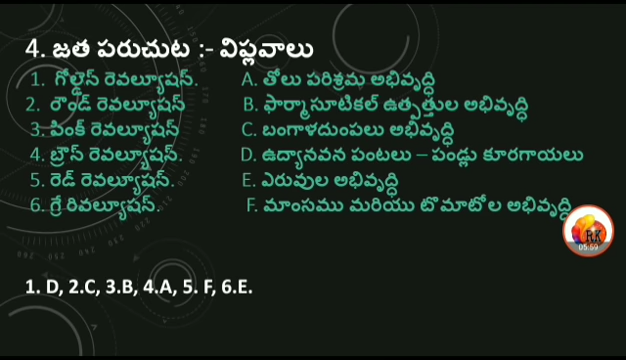 4. జత పరుచుట :- విప్లవాలు
1. గోల్డెన్ రెవల్యూషన్. A. తోలు పరిశ్రమ అభివృద్ధి
2. రౌండ్ రెవల్యూషన్ B. ఫార్మాసూటికల్ ఉత్పత్తుల అభివృద్ధి
3. పింక్ రెవల్యూషన్ C. బంగాళదుంపలు అభివృద్ధి
4. బ్రౌన్ రెవల్యూషన్. D. ఉద్యానవన పంటలు – పండ్లు కూరగాయలు
5. రెడ్ రెవల్యూషన్. E. ఎరువుల అభివృద్ధి
6. గ్రే రివల్యూషన్. F. మాంసము మరియు టొమాటోల అభివృద్ధి
RK
05:59
1. D, 2.C, 3.B, 4.A, 5. F, 6.E.